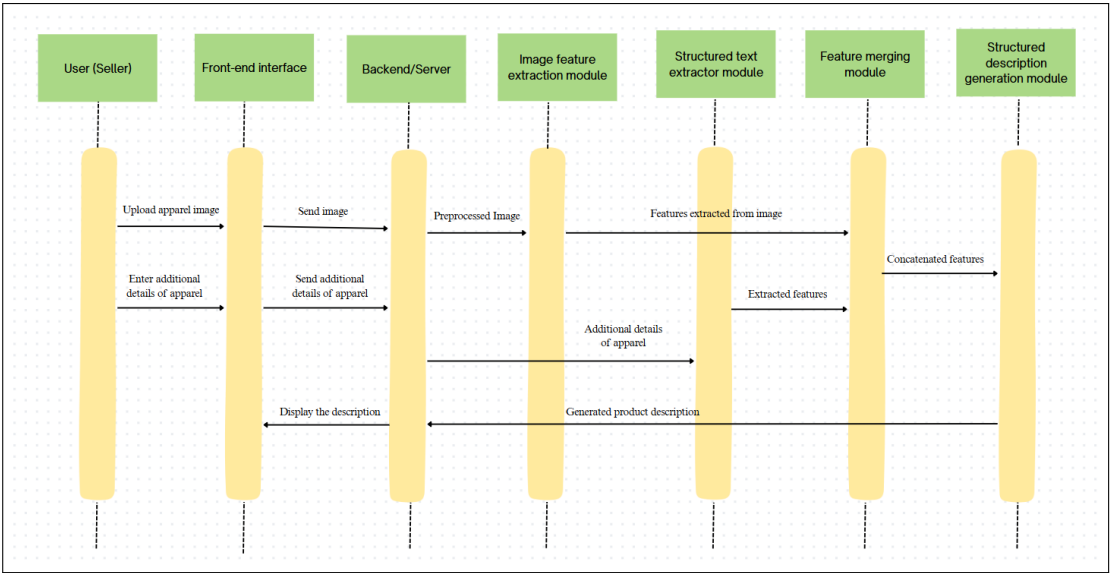 User (Seller)
Front-end interface
Backend/Server
Image feature
extraction module
Structured text
extractor module
Feature merging
module
Structured
description
generation module
Upload apparel image
Send image
Preprocessed Image
Features extracted from image
Concatenated features
Enter additional
details of apparel
Send additional
details of apparel
Extracted features
Additional details
of apparel
Display the description
Generated product description